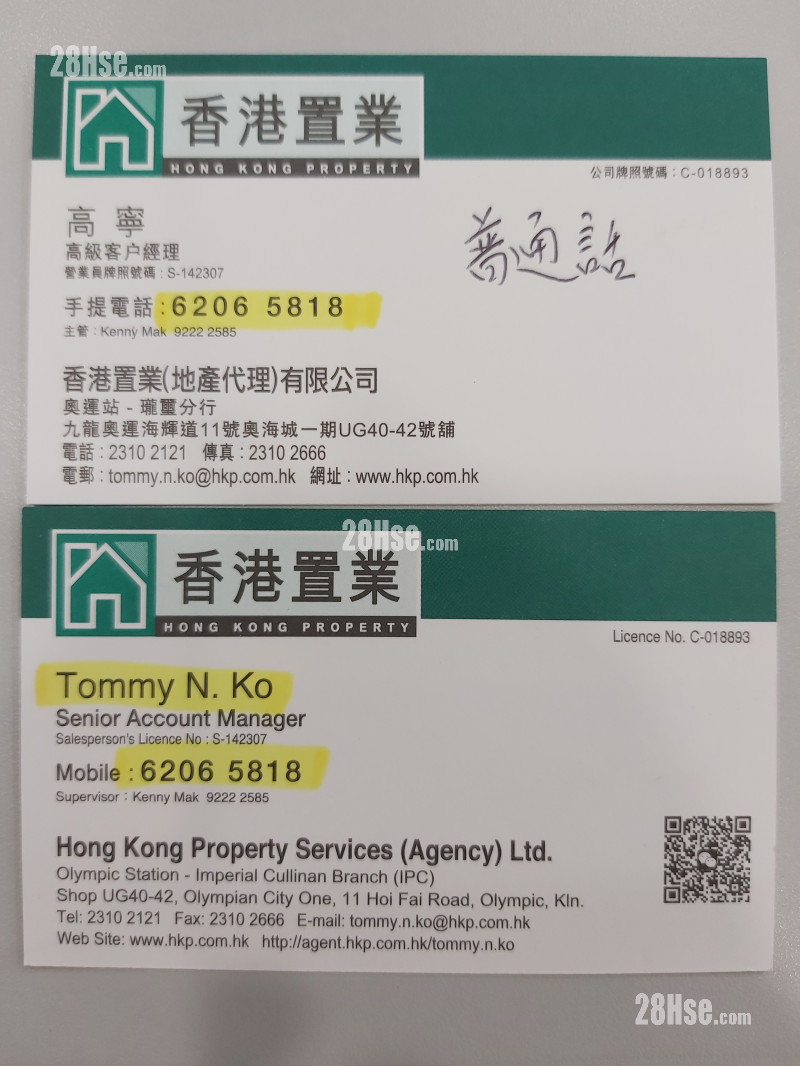 28Hse.com
香港置業
HONG KONG PROPERTY
公司牌照號碼：C-018893
高寧
高級客户經理
營業員牌照號碼：S-142307
普通話
手提電話：6206 5818
主管：Kenny Mak 9222 2585
香港置業(地產代理)有限公司
奧運站 - 瓏璽分行
九龍奧運海輝道11號奧海城一期UG40-42號舖
電話：2310 2121 傳真：2310 2666
電郵：tommy.n.ko@hkp.com.hk 網址：www.hkp.com.hk
28Hse.com
香港置業
HONG KONG PROPERTY
Licence No. C-018893
Tommy N. Ko
Senior Account Manager
Salesperson's Licence No : S-142307
Mobile : 6206 5818
Supervisor : Kenny Mak 9222 2585
Hong Kong Property Services (Agency) Ltd.
Olympic Station - Imperial Cullinan Branch (IPC)
Shop UG40-42, Olympian City One, 11 Hoi Fai Road, Olympic, Kln.
Tel: 2310 2121 Fax: 2310 2666 E-mail: tommy.n.ko@hkp.com.hk
Web Site: www.hkp.com.hk http://agent.hkp.com.hk/tommy.n.ko
28Hse.com